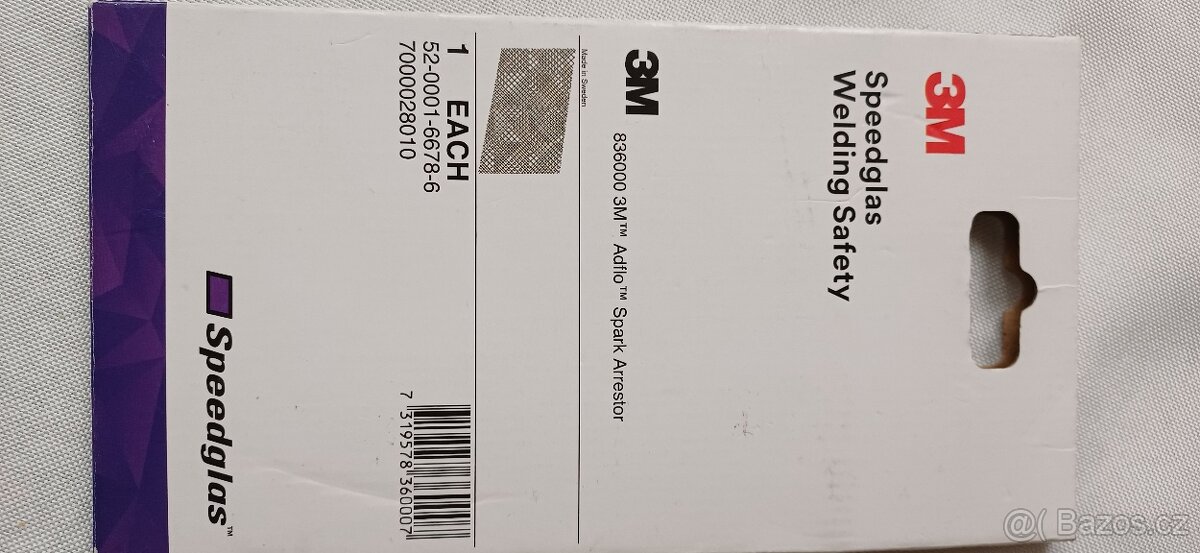 3M
Speedglas
Welding Safety
3M
836000 3M™ Adflo™ Spark Arrestor
Made in Sweden
1 EACH
52-0001-6678-6
7000028010
7 319578 360007
Speedglas™
@( Bazos.cz